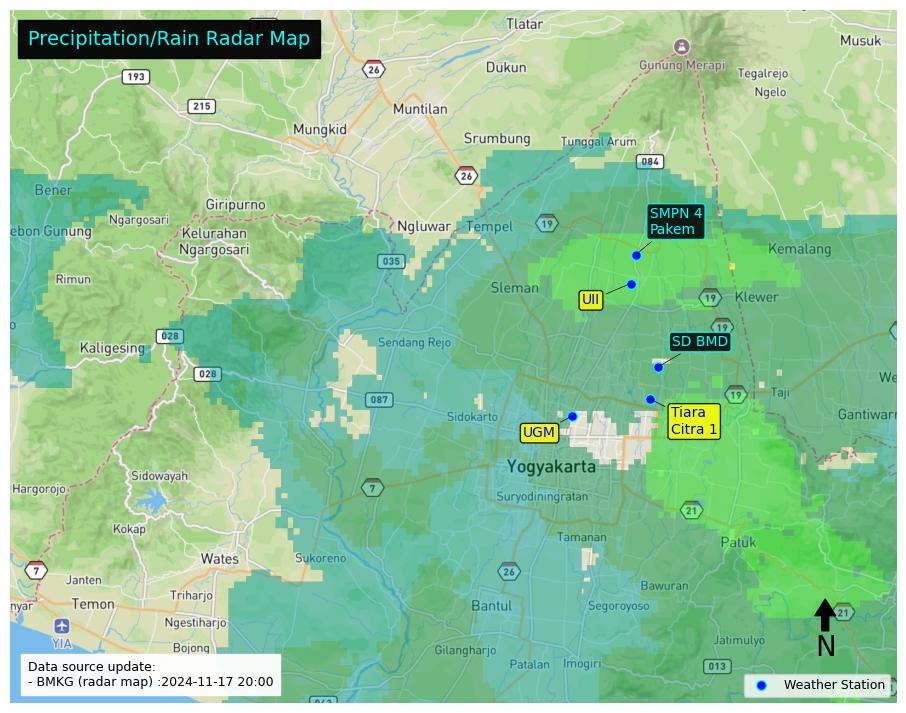 Precipitation/Rain Radar Map
Tlatar
Musuk
26
Gunung Merapi
193
Dukun
Tegalrejo
Ngelo
215
Muntilan
Mungkid
Srumbung
Tunggal Arum
084
26
Bener
Giripurno
SMPN 4
Pakem
Ngargosari
Ngluwar
Tempel
19
ebon Gunung
Kelurahan
Ngargosari
Kemalang
035
Rimun
Sleman
UII
19
Klewer
19
028
Kaligesing
Sendang Rejo
SD BMD
028
We
087
19
Taji
Sidokarto
Tiara
Citra 1
Gantiwarr
UGM
Yogyakarta
Sidowayah
Hargorojo
7
Suryodiningratan
21
Kokap
Tamanan
Patuk
Wates
Sukoreno
7
26
Janten
Bawuran
Triharjo
Temon
nyar
Bantul
Segoroyoso
21
Ngestiharjo
YIA
Jatimulyo
N
Bojong
Gilangharjo
Patalan
Imogiri
013
Data source update:
- BMKG (radar map) :2024-11-17 20:00
Weather Station